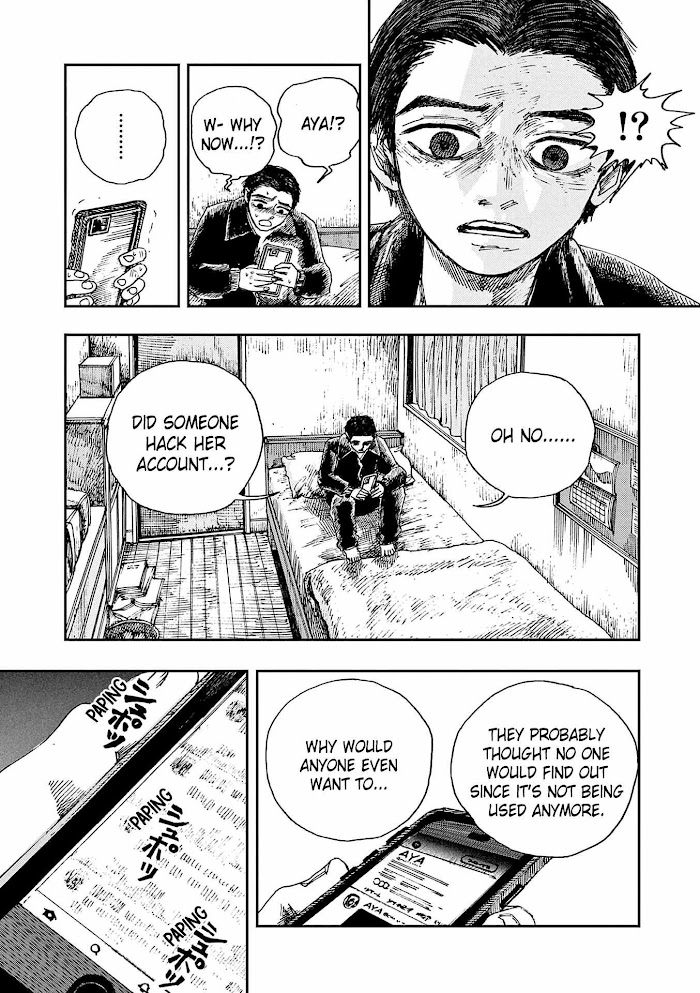 !?
AYA!?
W- WHY
NOW...!?
.........
OH NO......
DID SOMEONE
HACK HER
ACCOUNT...?
THEY PROBABLY
THOUGHT NO ONE
WOULD FIND OUT
SINCE IT'S NOT BEING
USED ANYMORE.
WHY WOULD
ANYONE EVEN
WANT TO...
AYA
AYA
PAPING
シュポッ
PAPING
シュポッ
PAPING
シュポッ